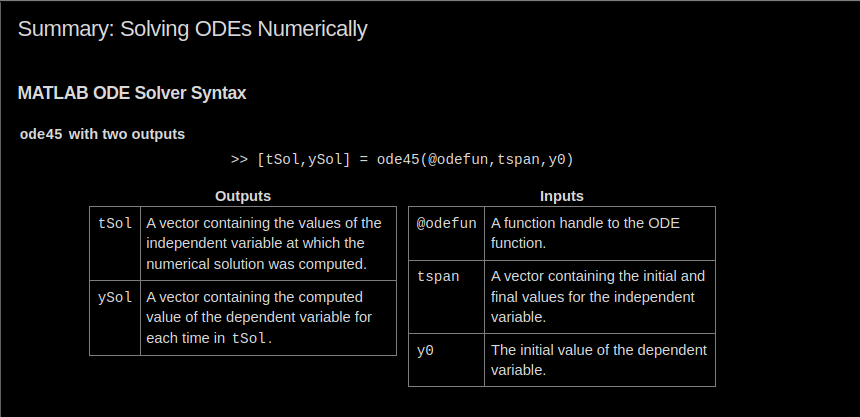 Summary: Solving ODEs Numerically
MATLAB ODE Solver Syntax
ode45 with two outputs
>> [tSol,ySol] = ode45(@odefun,tspan,y0)
Outputs
tSol
A vector containing the values of the
independent variable at which the
numerical solution was computed.
ySol
A vector containing the computed
value of the dependent variable for
each time in tSol.
Inputs
@odefun
A function handle to the ODE
function.
tspan
A vector containing the initial and
final values for the independent
variable.
y0
The initial value of the dependent
variable.